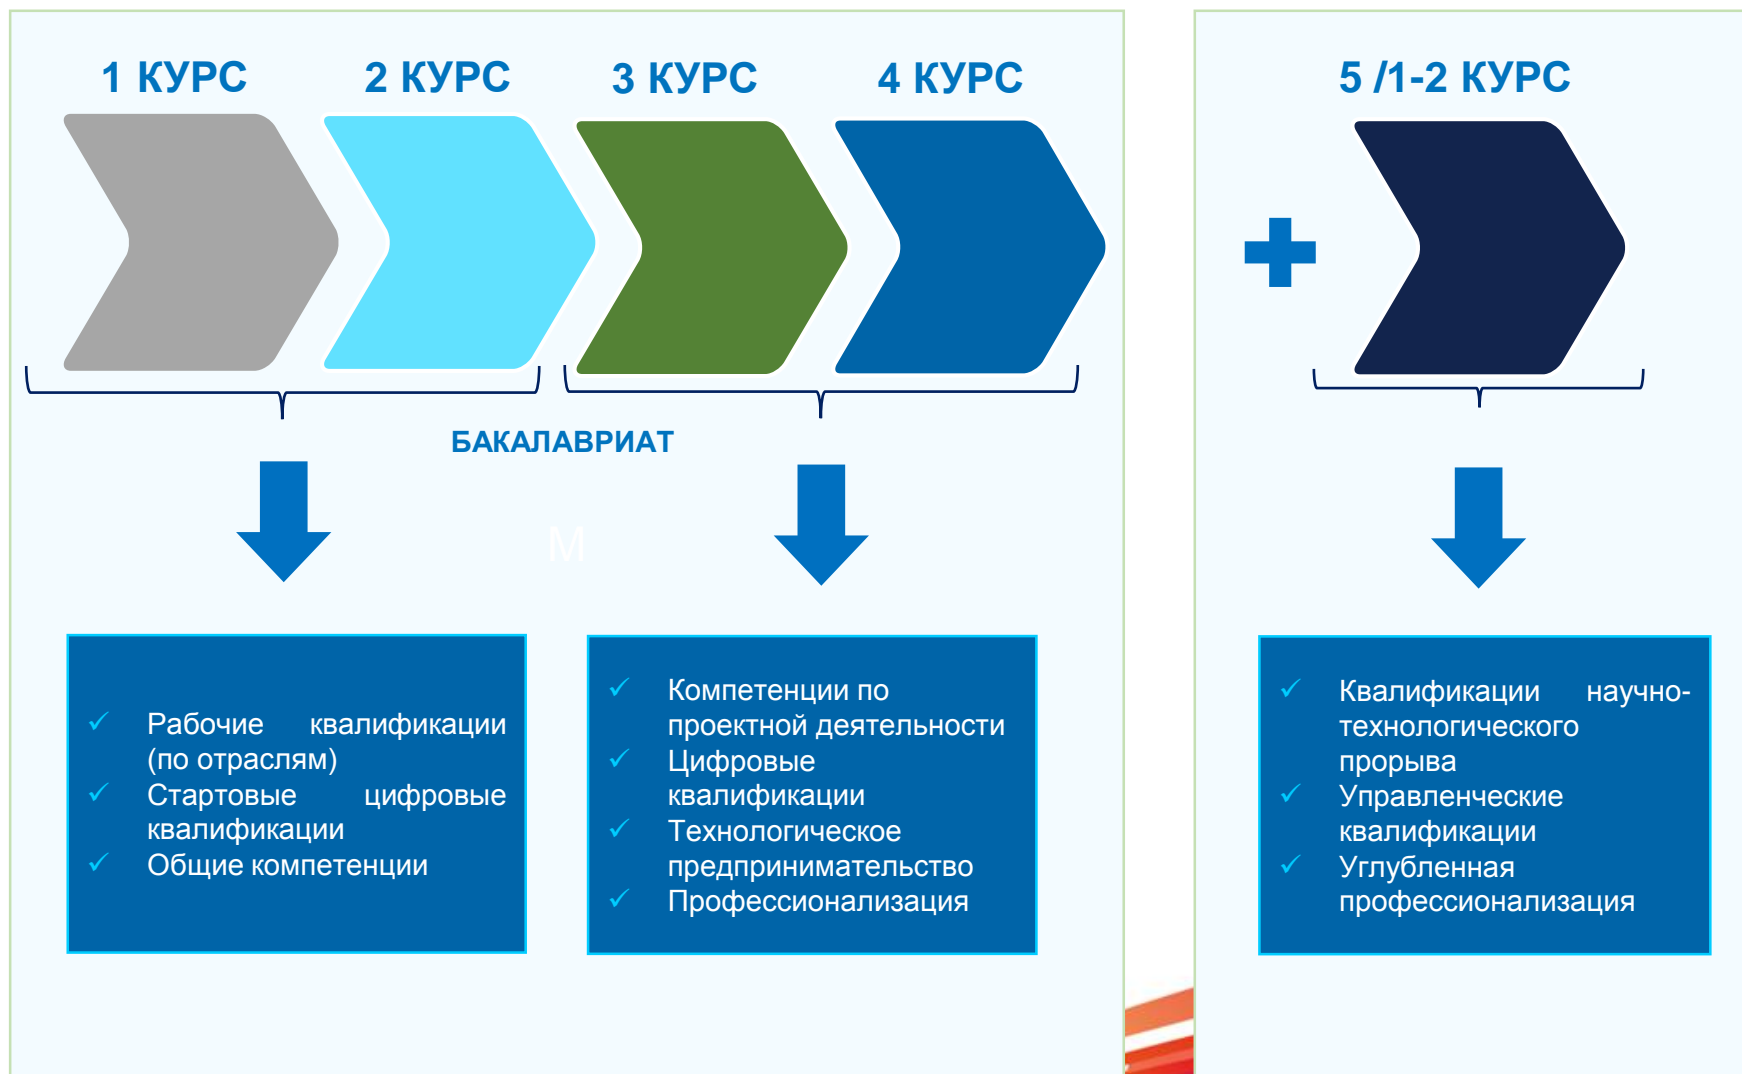 1 КУРС
2 КУРС
3 КУРС
4 КУРС
5 /1-2 КУРС
БАКАЛАВРИАТ
М
Рабочие квалификации
(по отраслям)
Стартовые цифровые
квалификации
Общие компетенции
Компетенции по
проектной деятельности
Цифровые
квалификации
Технологическое
предпринимательство
Профессионализация
Квалификации научно-
технологического
прорыва
Управленческие
квалификации
Углубленная
профессионализация